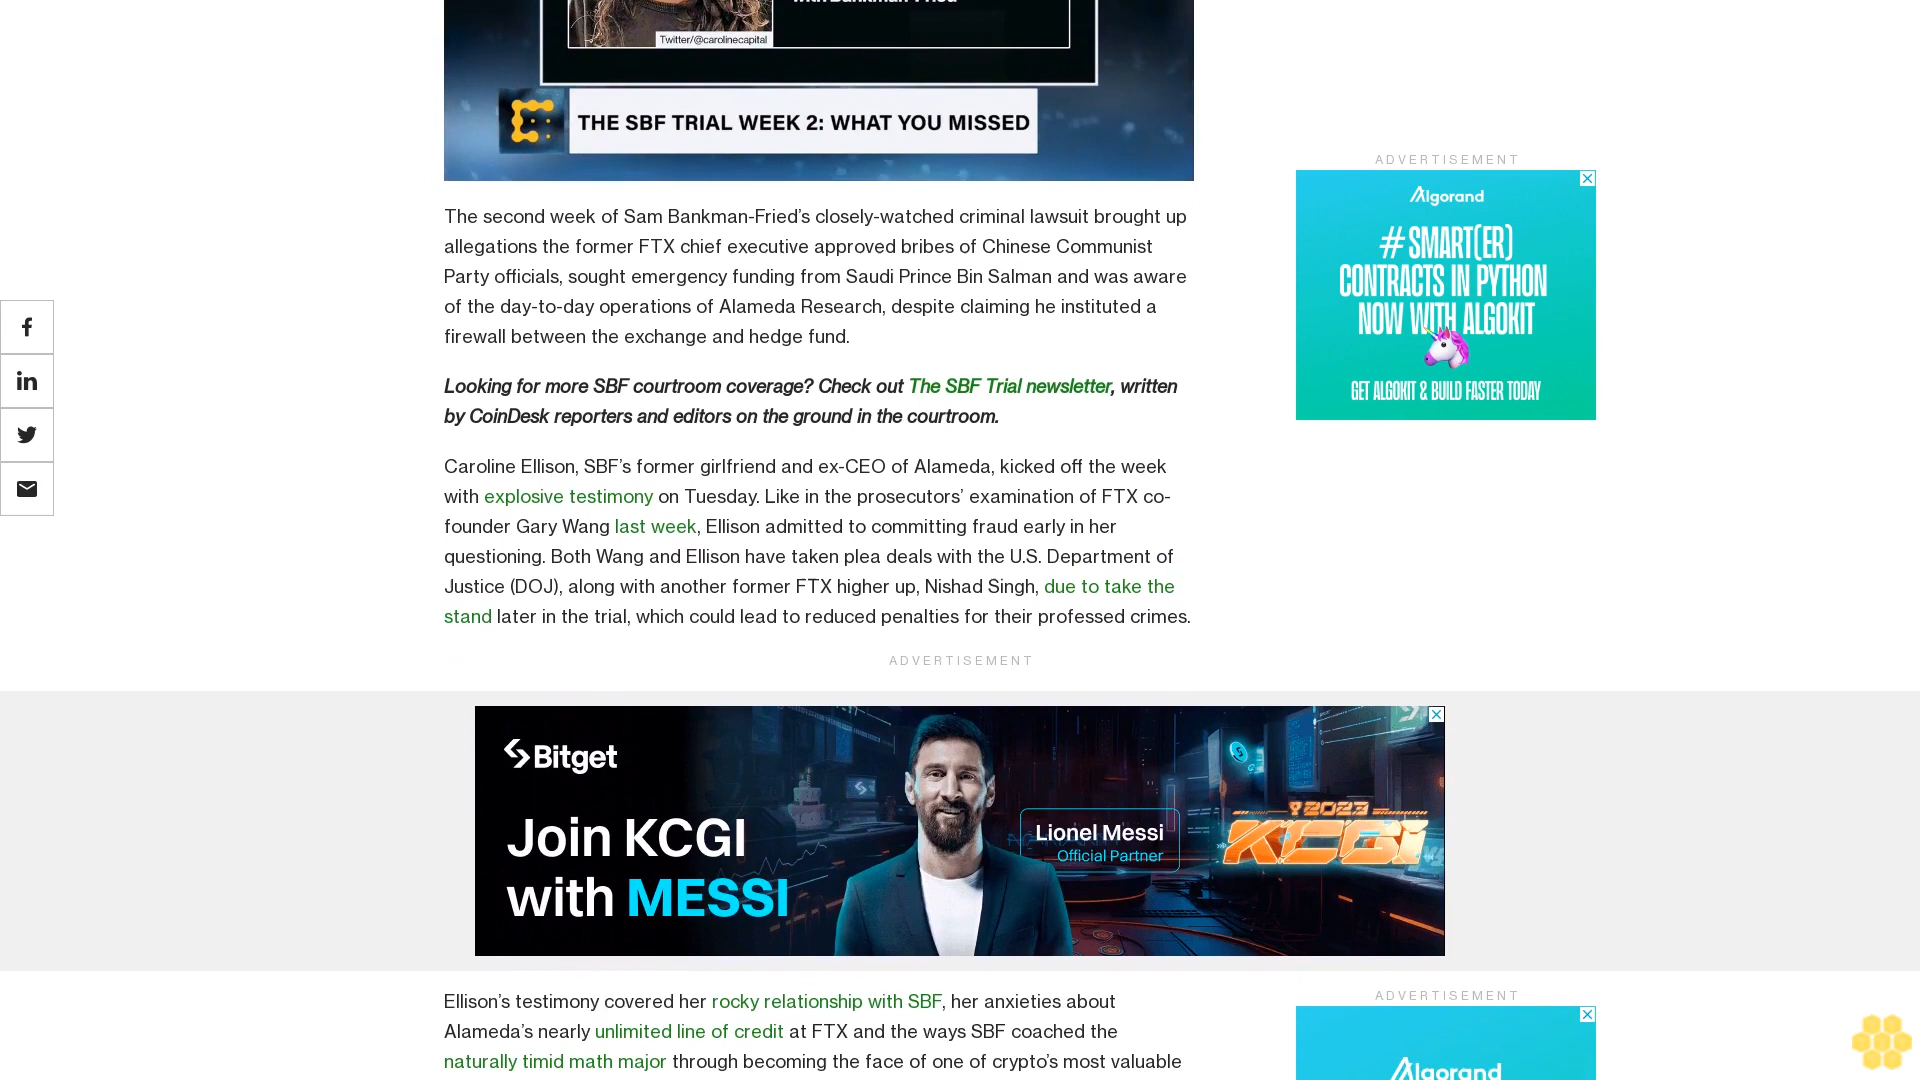 Twitter/@carolinecapital
THE SBF TRIAL WEEK 2: WHAT YOU MISSED
The second week of Sam Bankman-Fried’s closely-watched criminal lawsuit brought up
allegations the former FTX chief executive approved bribes of Chinese Communist
Party officials, sought emergency funding from Saudi Prince Bin Salman and was aware
of the day-to-day operations of Alameda Research, despite claiming he instituted a
firewall between the exchange and hedge fund.
Looking for more SBF courtroom coverage? Check out The SBF Trial newsletter, written
by CoinDesk reporters and editors on the ground in the courtroom.
Caroline Ellison, SBF’s former girlfriend and ex-CEO of Alameda, kicked off the week
with explosive testimony on Tuesday. Like in the prosecutors’ examination of FTX co-
founder Gary Wang last week, Ellison admitted to committing fraud early in her
questioning. Both Wang and Ellison have taken plea deals with the U.S. Department of
Justice (DOJ), along with another former FTX higher up, Nishad Singh, due to take the
stand later in the trial, which could lead to reduced penalties for their professed crimes.
ADVERTISEMENT
Algorand
#SMART(ER)
CONTRACTS IN PYTHON
NOW WITH ALGOKIT
GET ALGOKIT & BUILD FASTER TODAY
ADVERTISEMENT
Bitget
Join KCGI
with MESSI
Lionel Messi
Official Partner
2023
KCGI
Ellison’s testimony covered her rocky relationship with SBF, her anxieties about
Alameda’s nearly unlimited line of credit at FTX and the ways SBF coached the
naturally timid math major through becoming the face of one of crypto’s most valuable
ADVERTISEMENT
Algorand